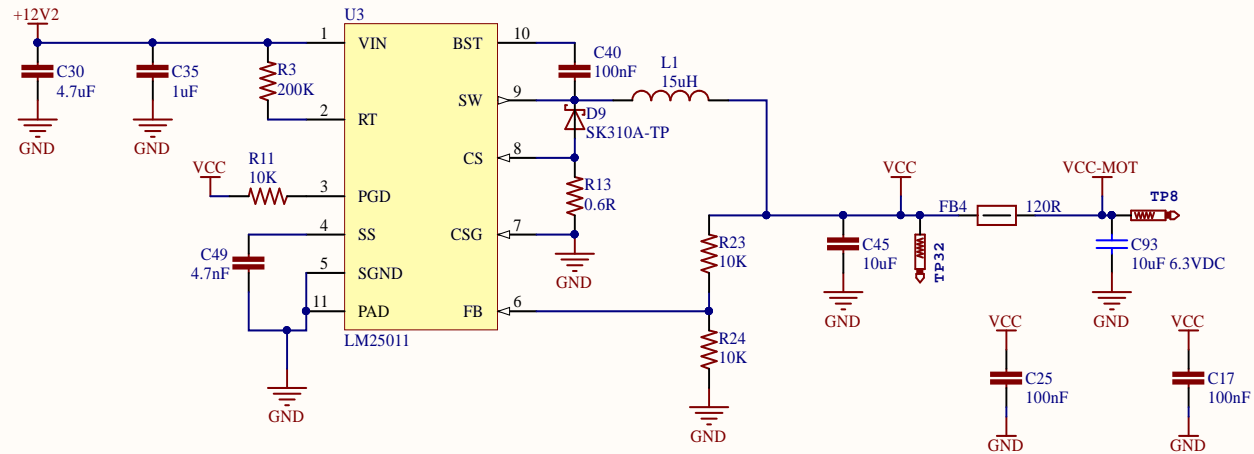 +12V2
U3
1
VIN
BST
10
C30
4.7uF
C35
1uF
R3
200K
C40
100nF
L1
15uH
SW
9
2
RT
D9
SK310A-TP
GND
GND
CS
8
VCC
R11
10K
3
PGD
R13
0.6R
VCC
VCC-MOT
TP8
4
SS
CSG
7
FB4
120R
C49
4.7nF
5
SGND
GND
R23
10K
C45
10uF
TP32
C93
10uF 6.3VDC
11
PAD
FB
6
GND
GND
LM25011
R24
10K
VCC
VCC
C25
100nF
C17
100nF
GND
GND
GND
GND